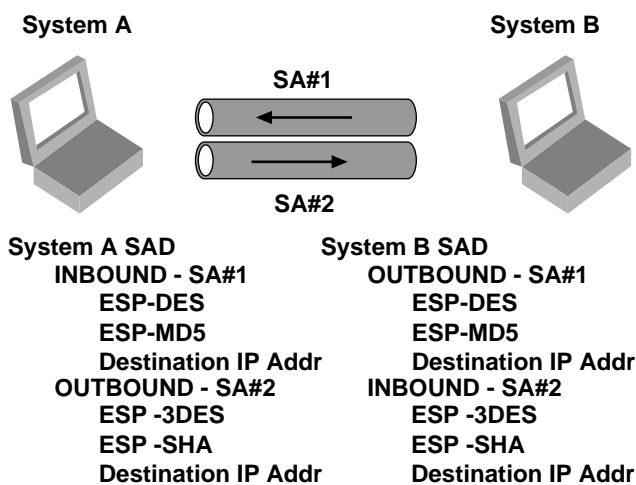 System A
System B
SA#1
SA#2
System A SAD
INBOUND - SA#1
ESP-DES
ESP-MD5
Destination IP Addr
OUTBOUND - SA#2
ESP -3DES
ESP -SHA
Destination IP Addr
System B SAD
OUTBOUND - SA#1
ESP-DES
ESP-MD5
Destination IP Addr
INBOUND - SA#2
ESP -3DES
ESP -SHA
Destination IP Addr